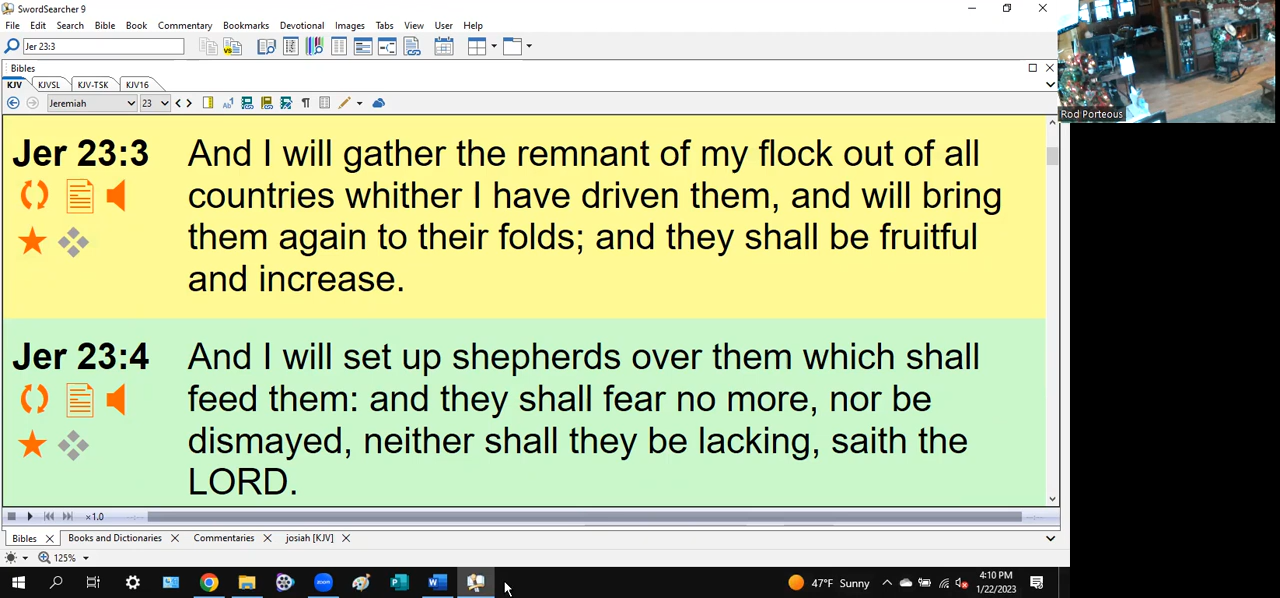 SwordSearcher 9
File Edit Search Bible Book Commentary Bookmarks Devotional Images Tabs View User Help
Jer 23:3
Bibles
KJV KJVSL KJV-TSK KJV16
Jeremiah 23
Rod Porteous
Jer 23:3 And I will gather the remnant of my flock out of all
countries whither I have driven them, and will bring
them again to their folds; and they shall be fruitful
and increase.
Jer 23:4 And I will set up shepherds over them which shall
feed them: and they shall fear no more, nor be
dismayed, neither shall they be lacking, saith the
LORD.
×1.0
Bibles Books and Dictionaries Commentaries josiah [KJV]
125%
47°F Sunny 4:10 PM
1/22/2023